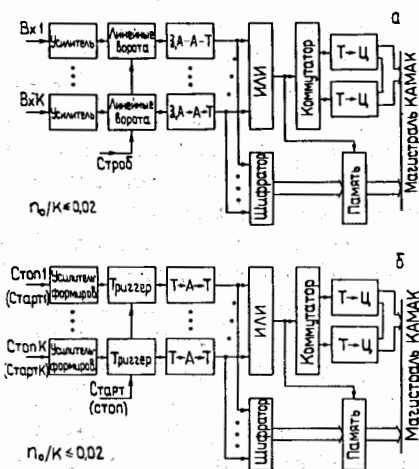 а
Вх 1
Усилитель
Линейные ворота
З,А-А-Т
ИЛИ
Коммутатор
Т→Ц
Т→Ц
Магистраль КАМАК
ВхК
Усилитель
Линейные ворота
З,А-А-Т
Строб
Шифратор
Память
n₀/К ≤ 0,02
б
Стоп1
(Старт1)
Усилитель-формиров.
Триггер
Т→А→Т
ИЛИ
Коммутатор
Т→Ц
Т→Ц
Магистраль КАМАК
СтопК
(СтартК)
Усилитель-формиров.
Триггер
Т→А→Т
Старт
(стоп)
Шифратор
Память
n₀/К ≤ 0,02